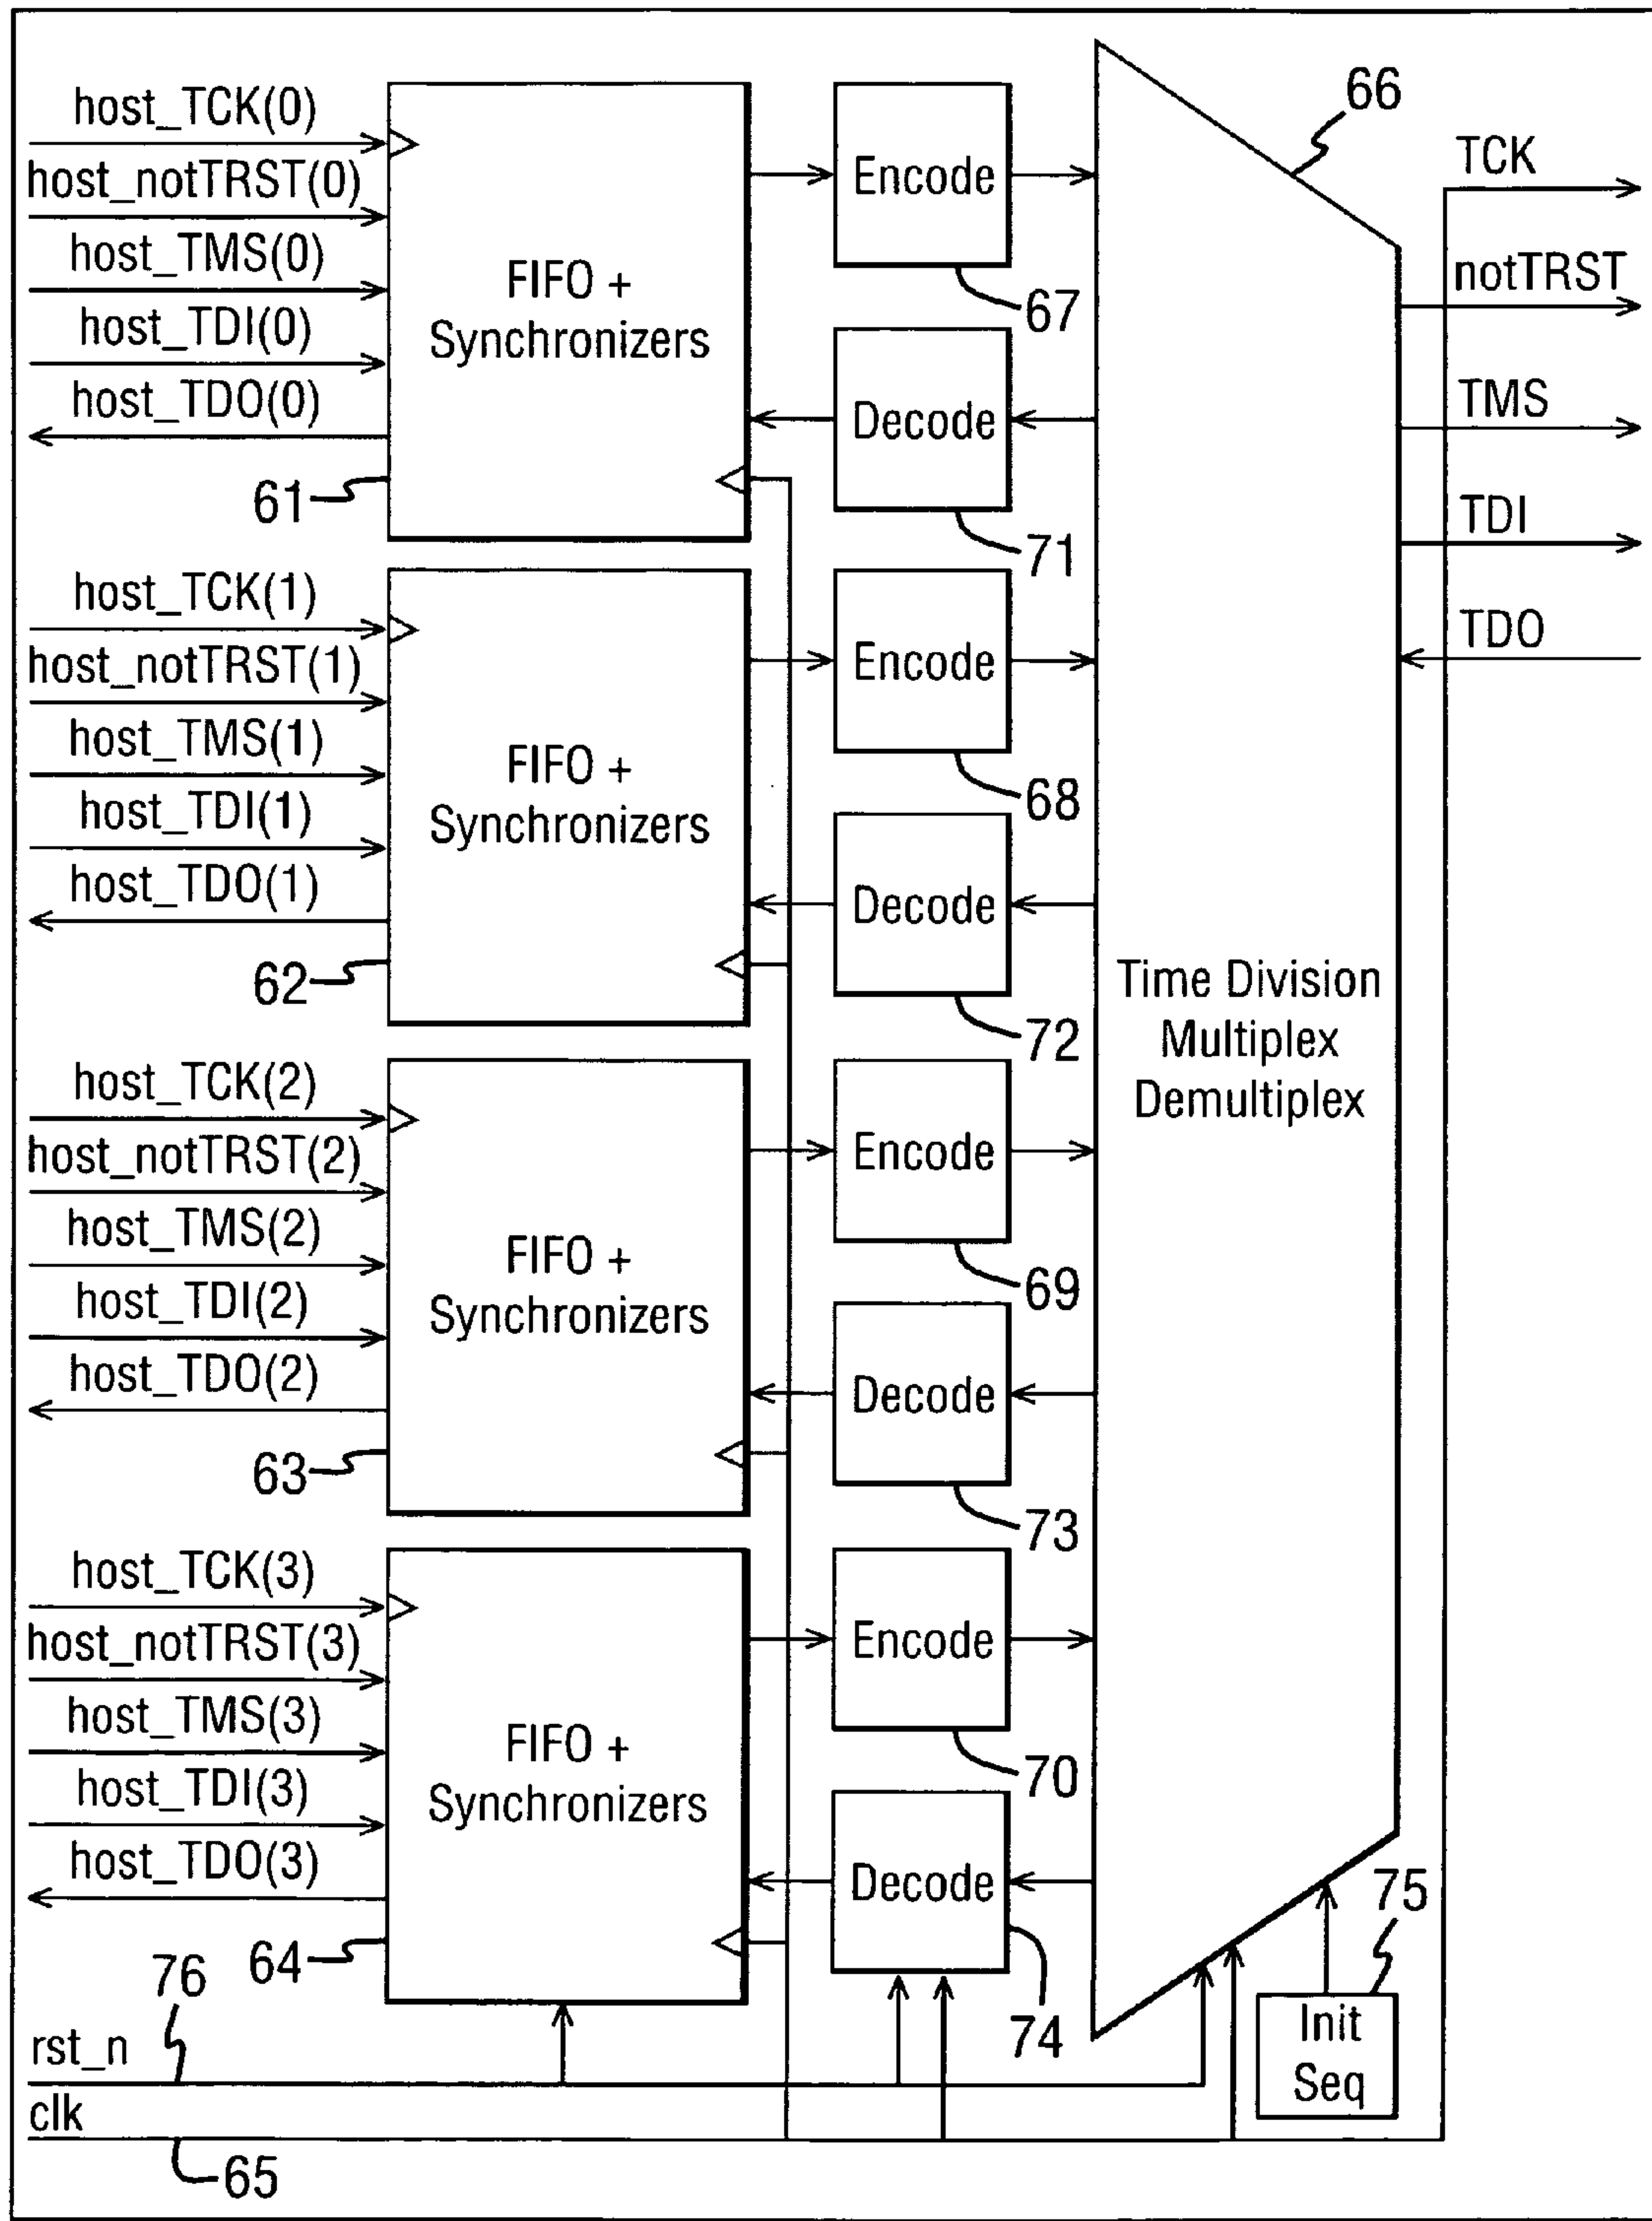 host_TCK(0)
host_notTRST(0)
host_TMS(0)
host_TDI(0)
host_TDO(0)
61
FIFO +
Synchronizers
Encode
67
Decode
71
66
TCK
notTRST
TMS
TDI
TDO
host_TCK(1)
host_notTRST(1)
host_TMS(1)
host_TDI(1)
host_TDO(1)
62
FIFO +
Synchronizers
Encode
68
Decode
72
Time Division
Multiplex
Demultiplex
host_TCK(2)
host_notTRST(2)
host_TMS(2)
host_TDI(2)
host_TDO(2)
63
FIFO +
Synchronizers
Encode
69
Decode
73
host_TCK(3)
host_notTRST(3)
host_TMS(3)
host_TDI(3)
host_TDO(3)
64
FIFO +
Synchronizers
Encode
70
Decode
74
75
Init
Seq
76
rst_n
clk
65